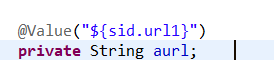 @Value("${sid.url1}")
private String aurl;